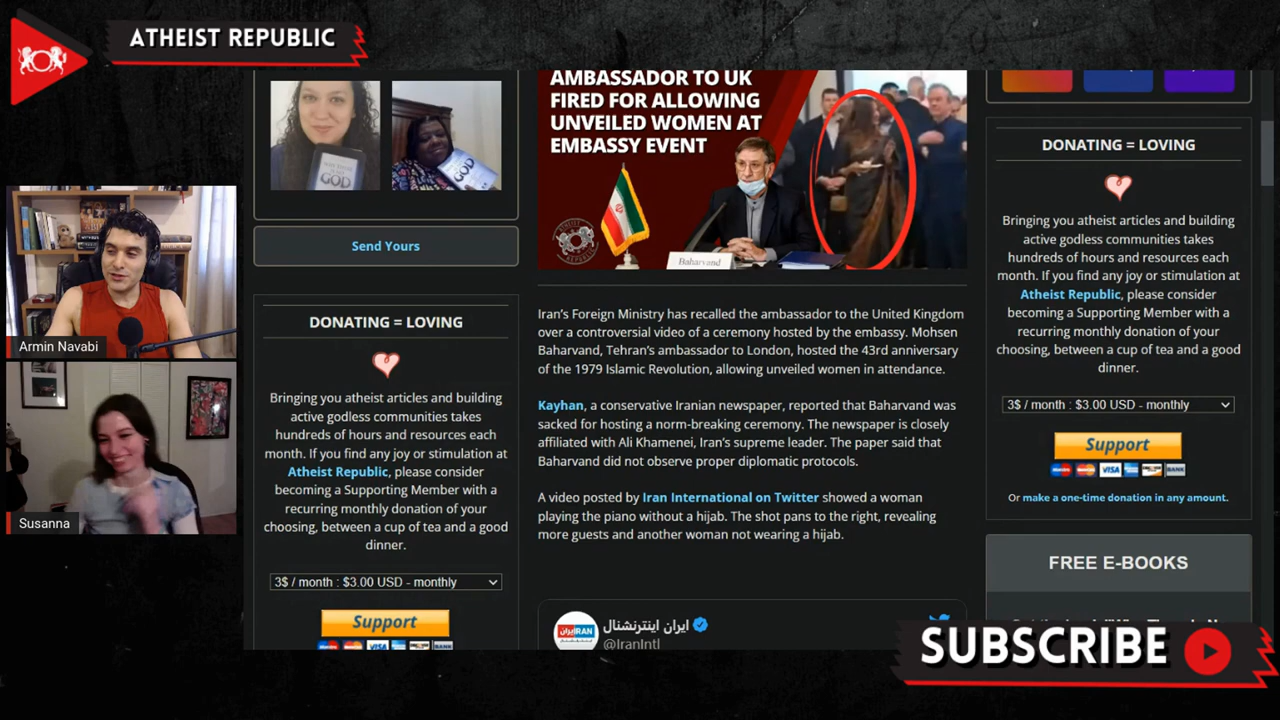 ATHEIST REPUBLIC
Armin Navabi
Susanna
GOD
GOD
Send Yours
DONATING = LOVING
Bringing you atheist articles and building
active godless communities takes
hundreds of hours and resources each
month. If you find any joy or stimulation at
Atheist Republic, please consider
becoming a Supporting Member with a
recurring monthly donation of your
choosing, between a cup of tea and a good
dinner.
3$ / month : $3.00 USD - monthly
Support
VISA
BANK
AMBASSADOR TO UK
FIRED FOR ALLOWING
UNVEILED WOMEN AT
EMBASSY EVENT
Baharvand
Iran's Foreign Ministry has recalled the ambassador to the United Kingdom
over a controversial video of a ceremony hosted by the embassy. Mohsen
Baharvand, Tehran's ambassador to London, hosted the 43rd anniversary
of the 1979 Islamic Revolution, allowing unveiled women in attendance.
Kayhan, a conservative Iranian newspaper, reported that Baharvand was
sacked for hosting a norm-breaking ceremony. The newspaper is closely
affiliated with Ali Khamenei, Iran's supreme leader. The paper said that
Baharvand did not observe proper diplomatic protocols.
A video posted by Iran International on Twitter showed a woman
playing the piano without a hijab. The shot pans to the right, revealing
more guests and another woman not wearing a hijab.
ایران اینترنشنال
@IranIntl
DONATING = LOVING
Bringing you atheist articles and building
active godless communities takes
hundreds of hours and resources each
month. If you find any joy or stimulation at
Atheist Republic, please consider
becoming a Supporting Member with a
recurring monthly donation of your
choosing, between a cup of tea and a good
dinner.
3$ / month : $3.00 USD - monthly
Support
VISA
BANK
Or make a one-time donation in any amount.
FREE E-BOOKS
SUBSCRIBE